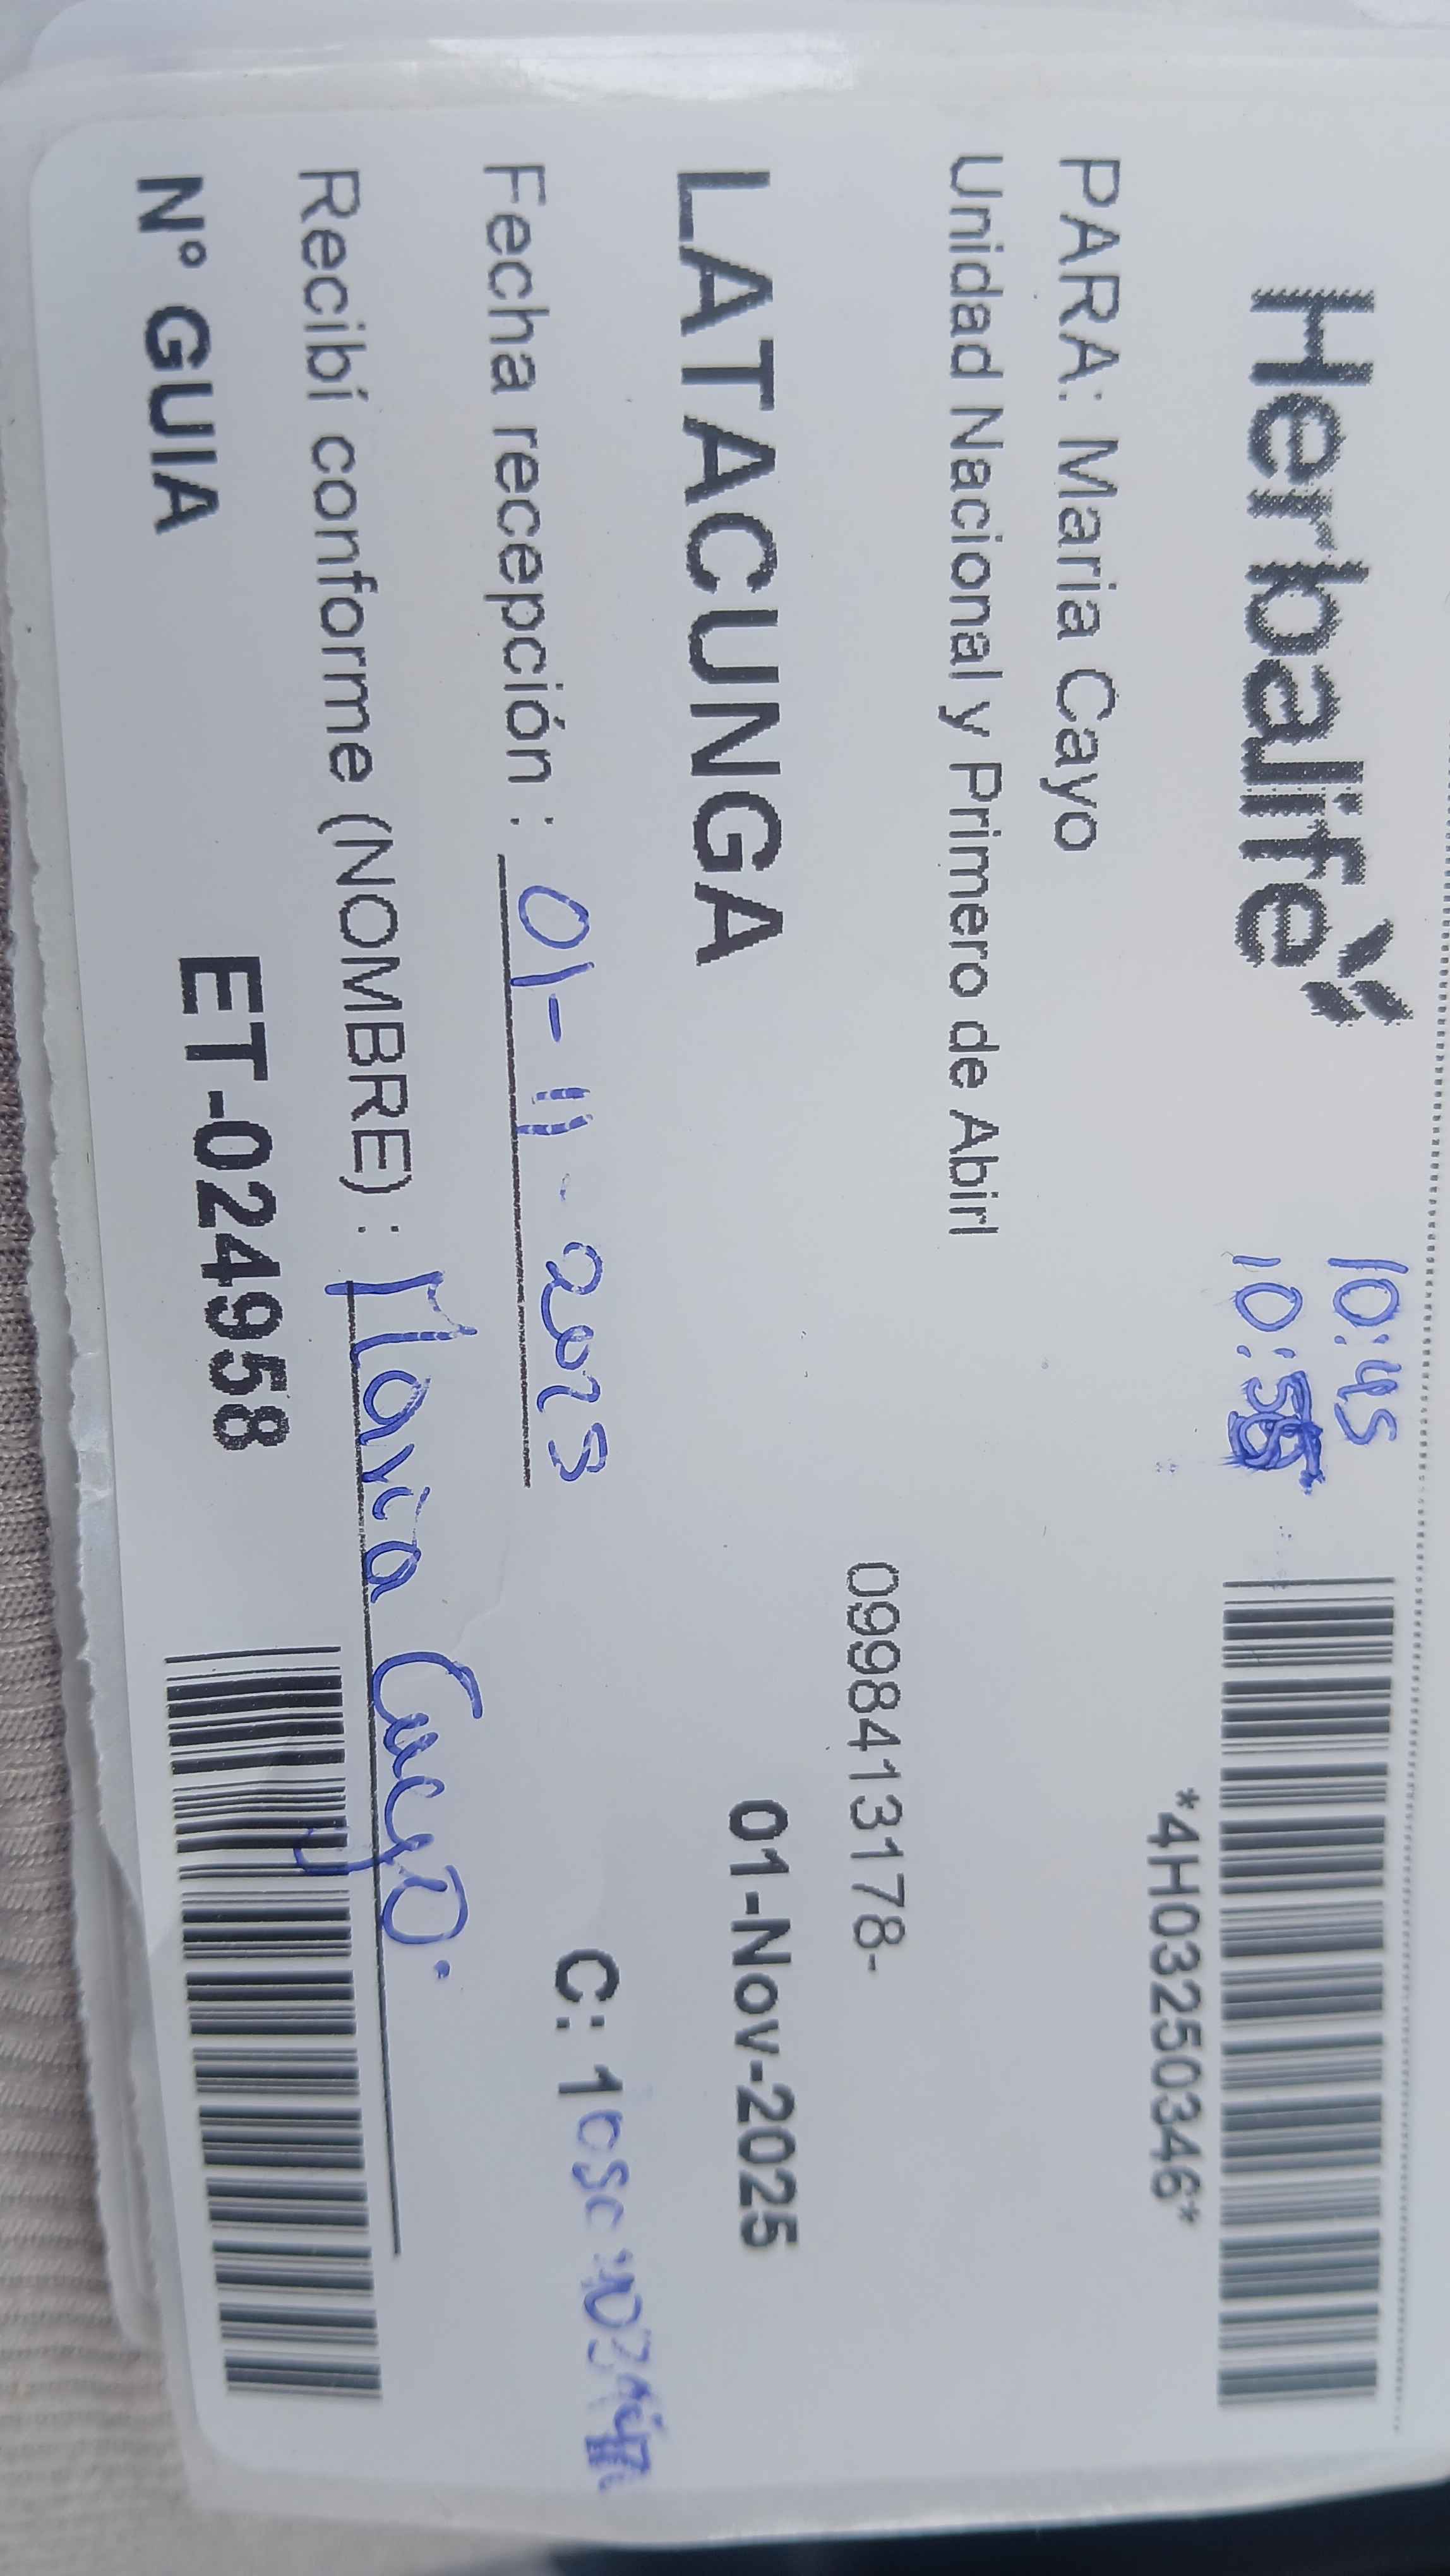 Herbalife
10:45
10:55
*4H03250346*
PARA: Maria Cayo
Unidad Nacional y Primero de Abirl
0998413178-
LATACUNGA
01-Nov-2025
Fecha recepción : 01-11-2025
C: 1
Recibí conforme (NOMBRE) : Maria Cayo.
N° GUIA ET-024958